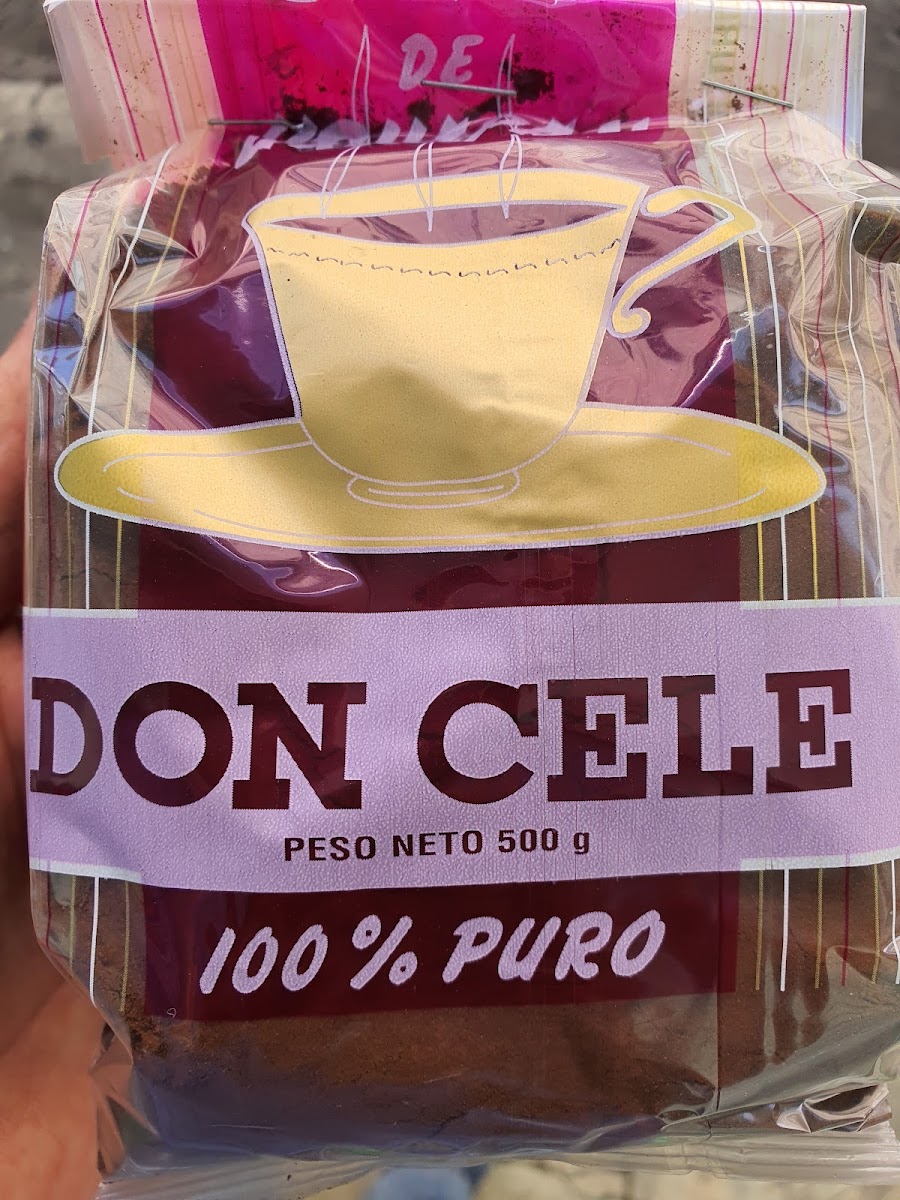 DE
DON CELE
PESO NETO 500 g
100 % PURO